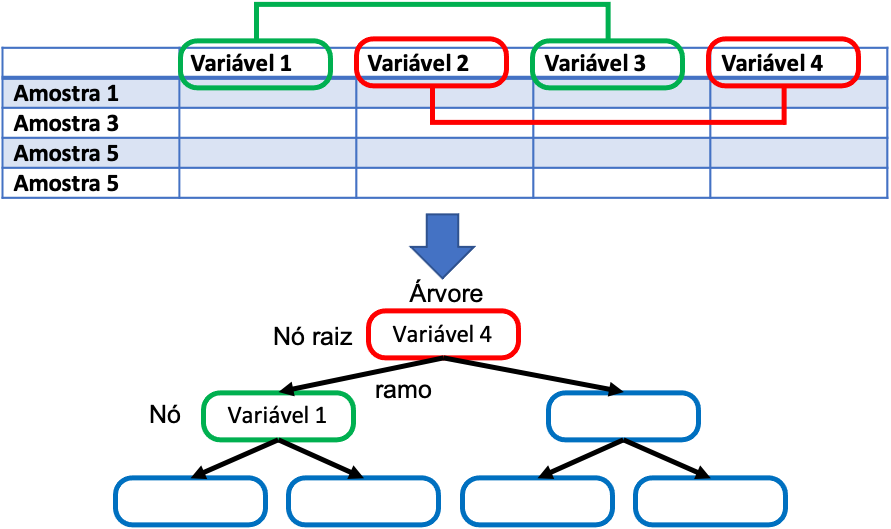 Variável 1 Variável 2 Variável 3 Variável 4
Amostra 1
Amostra 3
Amostra 5
Amostra 5
Árvore
Nó raiz Variável 4
ramo
Nó Variável 1